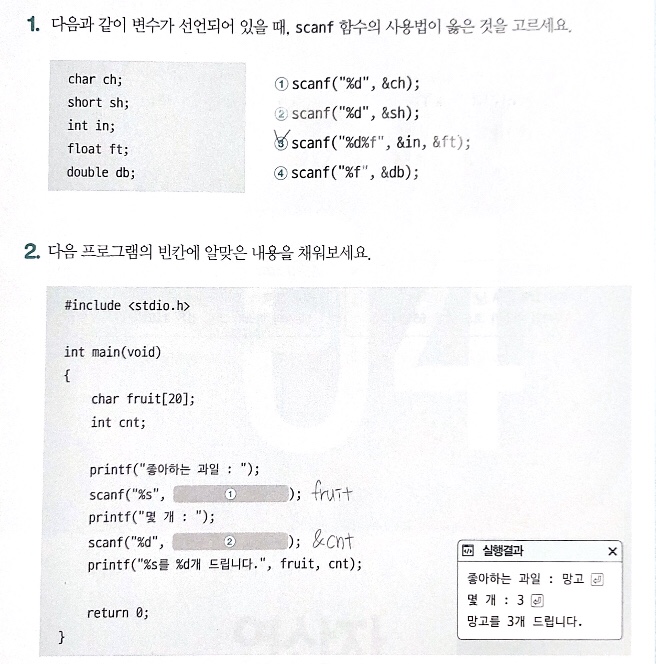 1. 다음과 같이 변수가 선언되어 있을 때, scanf 함수의 사용법이 옳은 것을 고르세요.
char ch;
short sh;
int in;
float ft;
double db;
① scanf("%d", &ch);
② scanf("%d", &sh);
③ scanf("%d%f", &in, &ft);
④ scanf("%f", &db);
2. 다음 프로그램의 빈칸에 알맞은 내용을 채워보세요.
#include <stdio.h>
int main(void)
{
char fruit[20];
int cnt;
printf("좋아하는 과일 : ");
scanf("%s", ① ); fruit
printf("몇 개 : ");
scanf("%d", ② ); &cnt
printf("%s를 %d개 드립니다.", fruit, cnt);
return 0;
}
실행결과
좋아하는 과일 : 망고
몇 개 : 3
망고를 3개 드립니다.